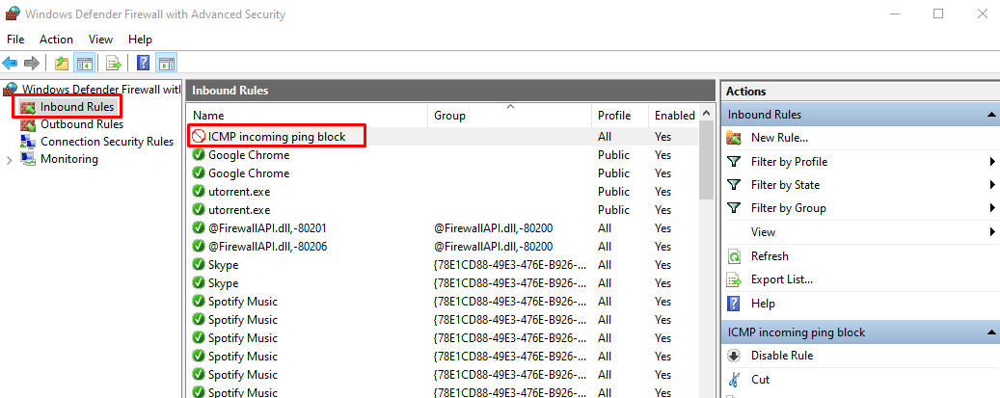 Windows Defender Firewall with Advanced Security
File Action View Help
Windows Defender Firewall with
Inbound Rules
Outbound Rules
Connection Security Rules
Monitoring
Inbound Rules
Name Group Profile Enabled
ICMP incoming ping block All Yes
Google Chrome Public Yes
Google Chrome Public Yes
utorrent.exe Public Yes
utorrent.exe Public Yes
@FirewallAPI.dll,-80201 @FirewallAPI.dll,-80200 All Yes
@FirewallAPI.dll,-80206 @FirewallAPI.dll,-80200 All Yes
Skype {78E1CD88-49E3-476E-B926-... All Yes
Skype {78E1CD88-49E3-476E-B926-... All Yes
Spotify Music {78E1CD88-49E3-476E-B926-... All Yes
Spotify Music {78E1CD88-49E3-476E-B926-... All Yes
Spotify Music {78E1CD88-49E3-476E-B926-... All Yes
Spotify Music {78E1CD88-49E3-476E-B926-... All Yes
Spotify Music {78E1CD88-49E3-476E-B926-... All Yes
Spotify Music {78E1CD88-49E3-476E-B926-... All Yes
Actions
Inbound Rules
New Rule...
Filter by Profile
Filter by State
Filter by Group
View
Refresh
Export List...
Help
ICMP incoming ping block
Disable Rule
Cut